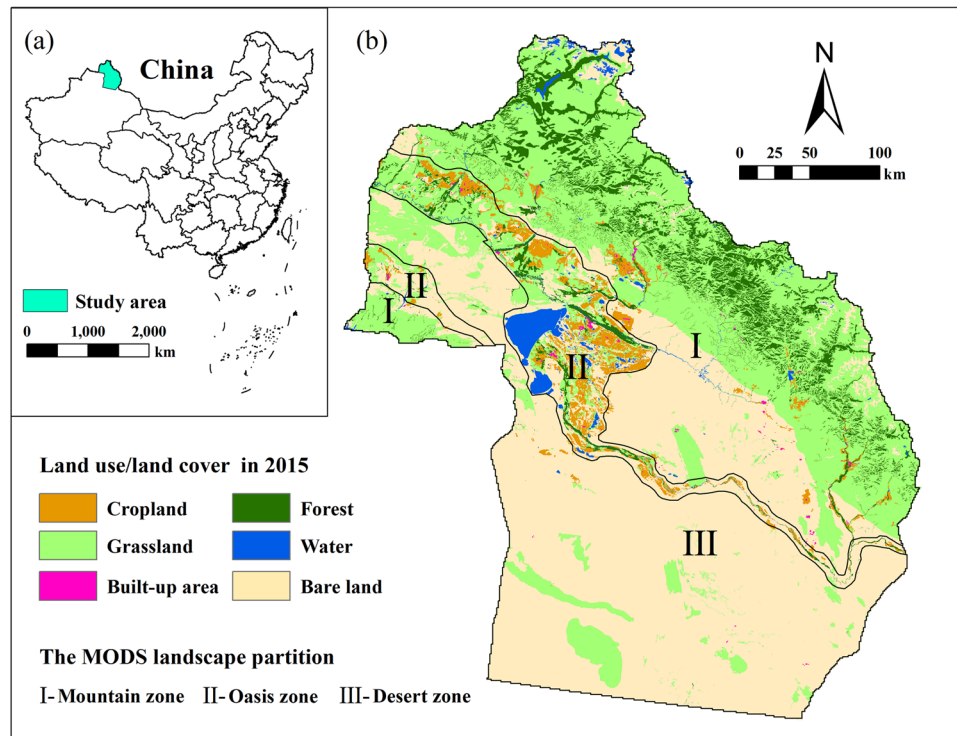 (a)
China
Study area
0 1,000 2,000
km
(b)
N
0 25 50 100
km
I
II
I
II
III
Land use/land cover in 2015
Cropland
Forest
Grassland
Water
Built-up area
Bare land
The MODS landscape partition
I-Mountain zone II-Oasis zone III-Desert zone